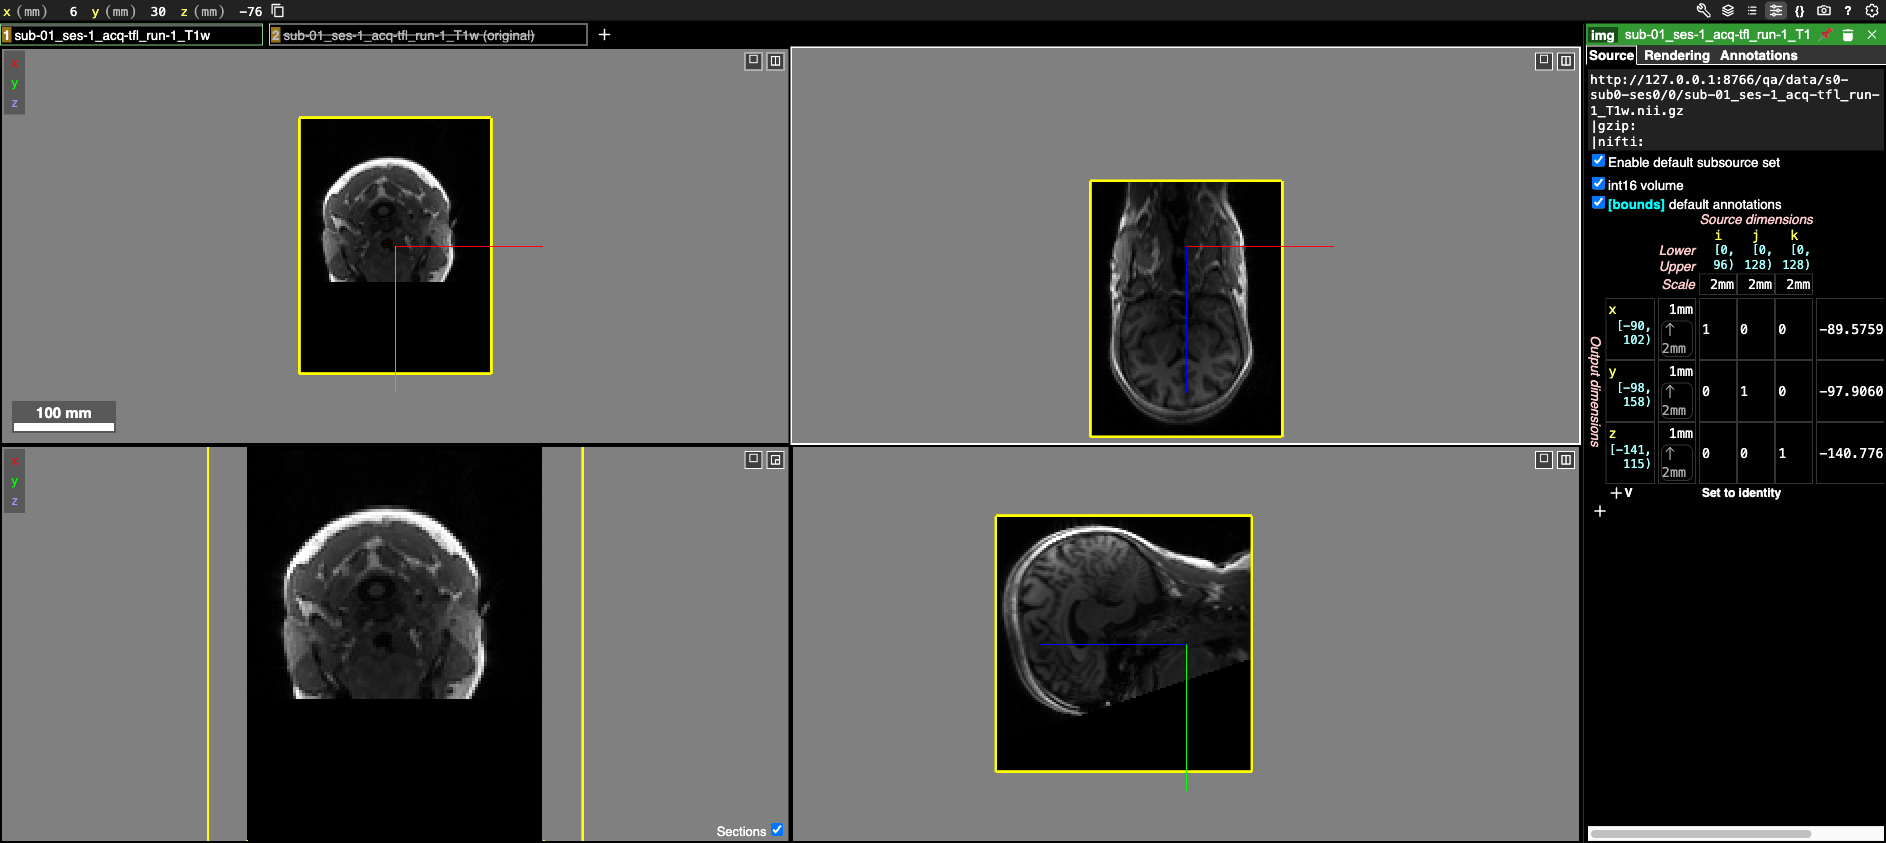 x (mm) 6 y (mm) 30 z (mm) -76
1 sub-01_ses-1_acq-tfl_run-1_T1w
2 sub-01_ses-1_acq-tfl_run-1_T1w (original)
+
x
y
z
100 mm
x
y
z
Sections
img sub-01_ses-1_acq-tfl_run-1_T1
Source Rendering Annotations
http://127.0.0.1:8766/qa/data/s0-
sub0-ses0/0/sub-01_ses-1_acq-tfl_run-
1_T1w.nii.gz
|gzip:
|nifti:
Enable default subsource set
int16 volume
[bounds] default annotations
Source dimensions
i j k
Lower [0, [0, [0,
Upper 96) 128) 128)
Scale 2mm 2mm 2mm
Output dimensions
x 1mm
[-90, 102) ↑ 2mm 1 0 0 -89.5759
y 1mm
[-98, 158) ↑ 2mm 0 1 0 -97.9060
z 1mm
[-141, 115) ↑ 2mm 0 0 1 -140.776
+ V Set to identity
+